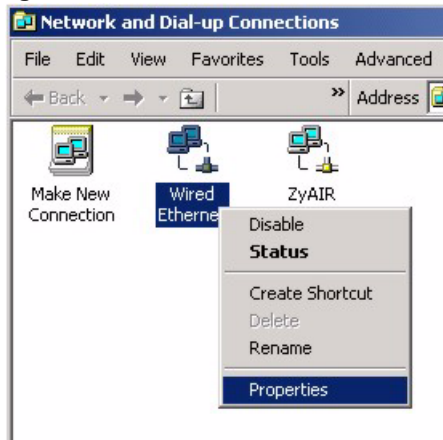 Network and Dial-up Connections
File Edit View Favorites Tools Advanced
Back » Address
Make New
Connection
Wired
Etherne
ZyAIR
Disable
Status
Create Shortcut
Delete
Rename
Properties